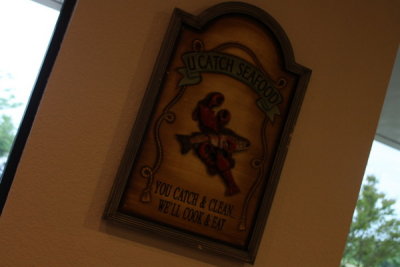 U CATCH SEAFOOD
YOU CATCH & CLEAN
WE'LL COOK & EAT